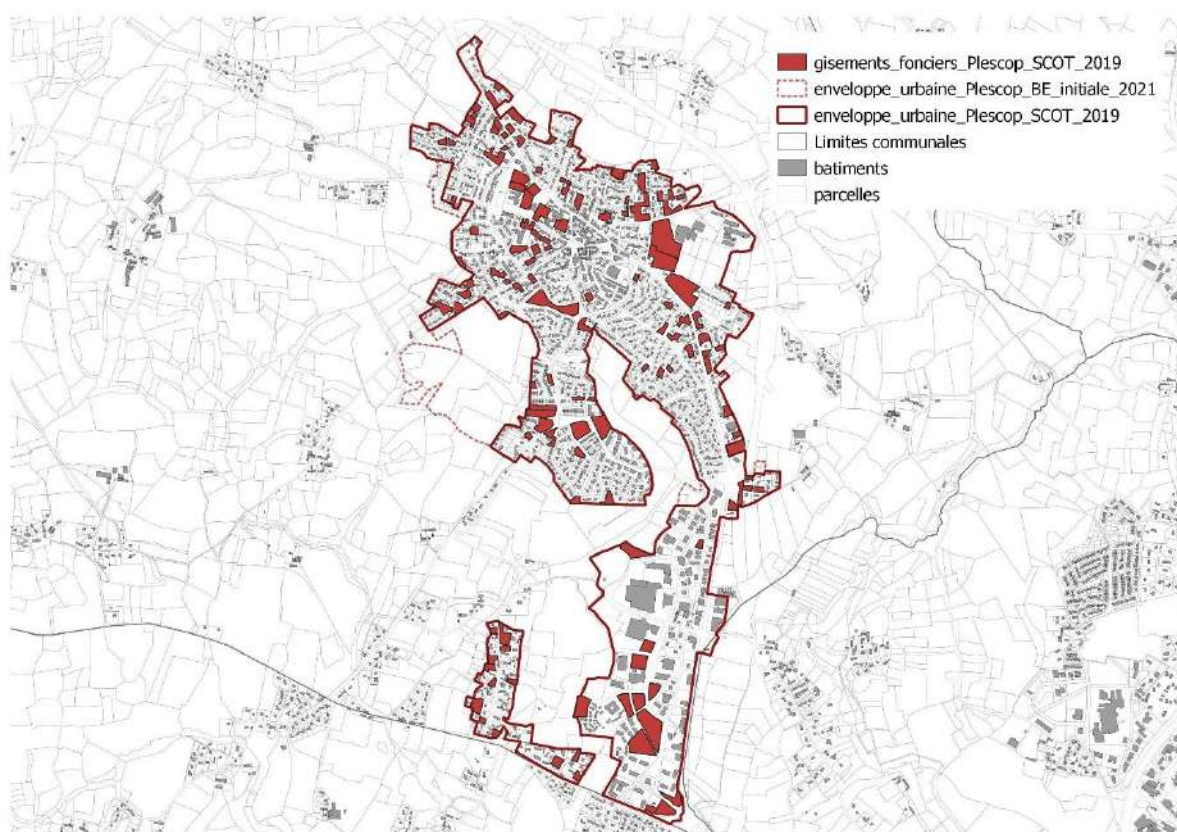 gisements_fonciers_Plescop_SCOT_2019
enveloppe_urbaine_Plescop_BE_initiale_2021
enveloppe_urbaine_Plescop_SCOT_2019
Limites communales
batiments
parcelles